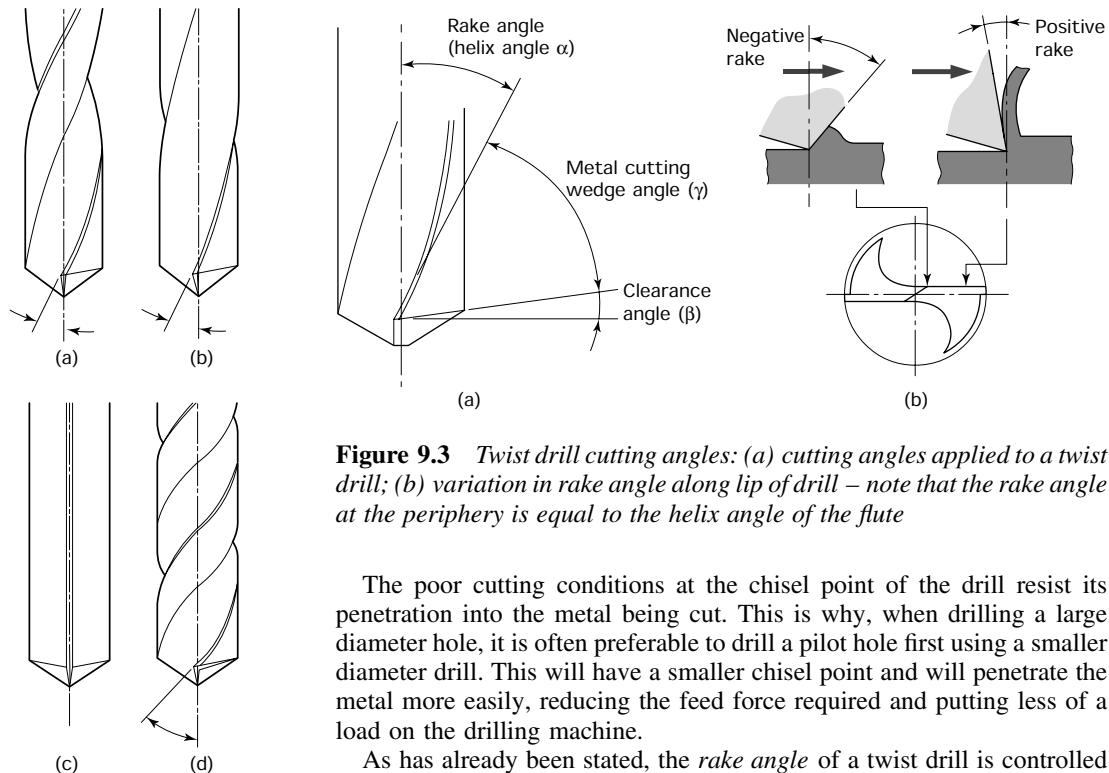 (a)
(b)
(c)
(d)
Rake angle
(helix angle α)
Metal cutting
wedge angle (γ)
Clearance
angle (β)
(a)
Negative
rake
Positive
rake
(b)
Figure 9.3 Twist drill cutting angles: (a) cutting angles applied to a twist
drill; (b) variation in rake angle along lip of drill – note that the rake angle
at the periphery is equal to the helix angle of the flute
The poor cutting conditions at the chisel point of the drill resist its
penetration into the metal being cut. This is why, when drilling a large
diameter hole, it is often preferable to drill a pilot hole first using a smaller
diameter drill. This will have a smaller chisel point and will penetrate the
metal more easily, reducing the feed force required and putting less of a
load on the drilling machine.
As has already been stated, the rake angle of a twist drill is controlled